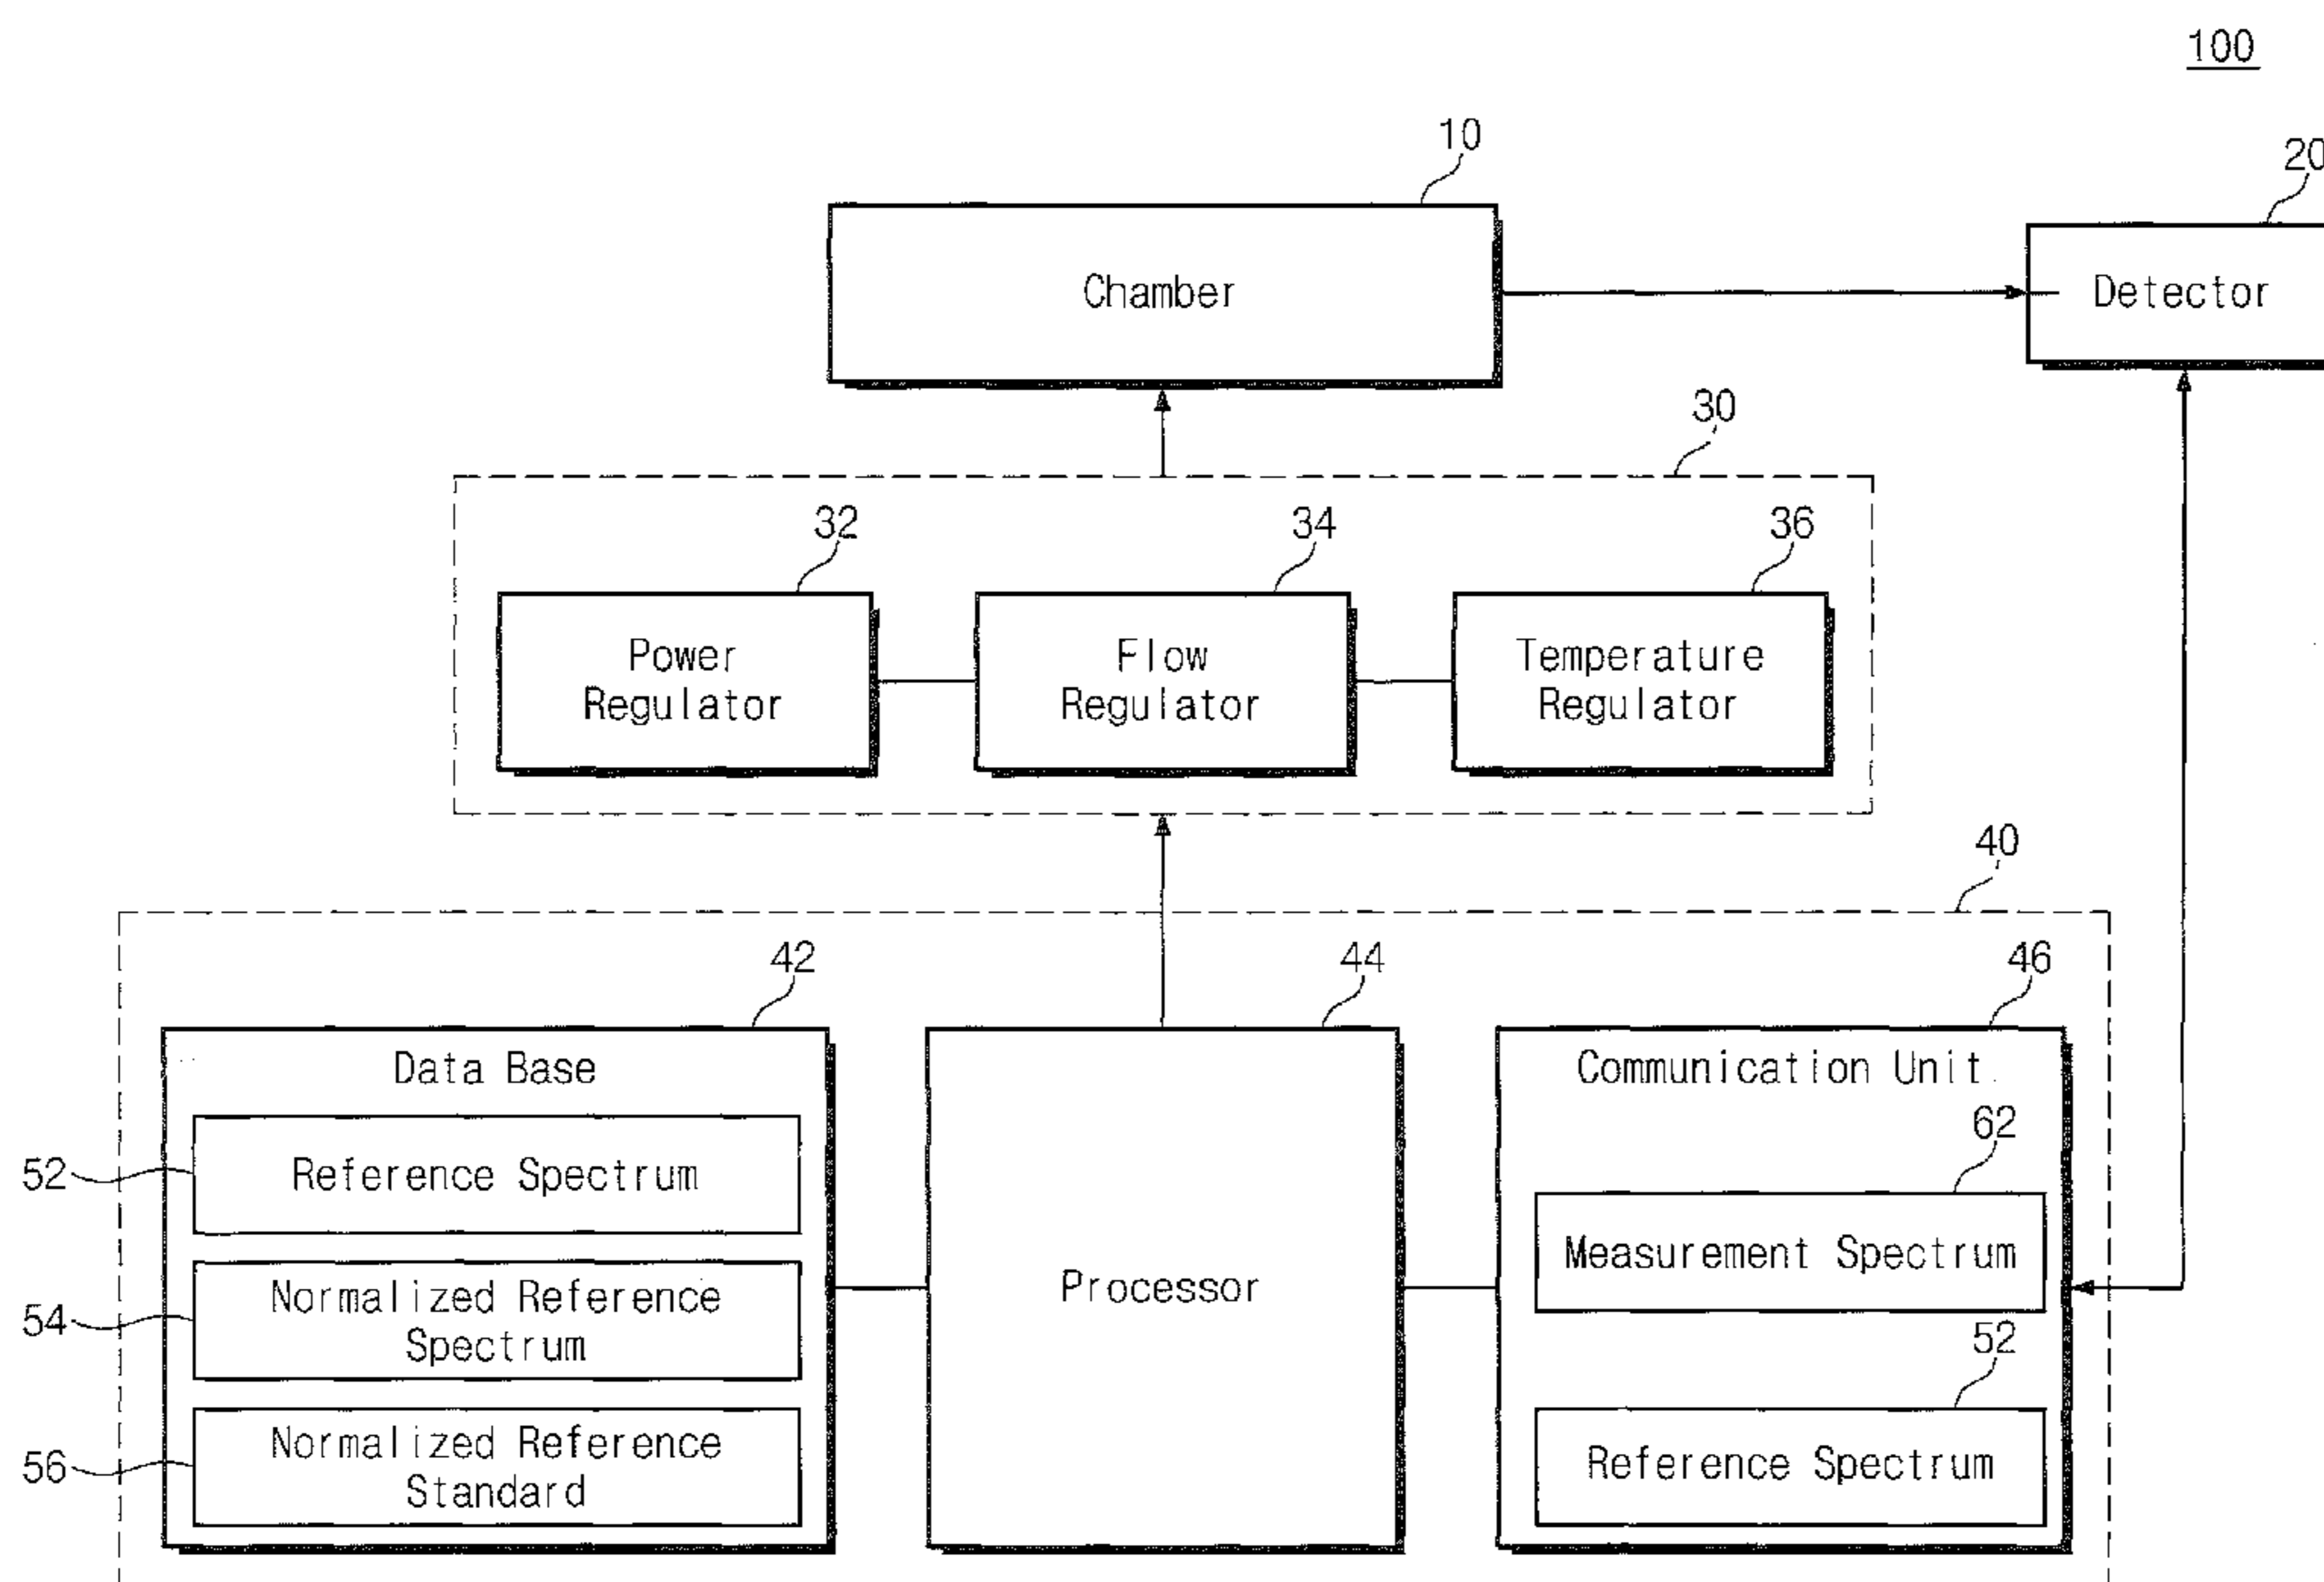 100
10
20
Chamber
Detector
30
32
34
36
Power
Regulator
Flow
Regulator
Temperature
Regulator
40
42
44
46
Data Base
Communication Unit
62
52
Reference Spectrum
Measurement Spectrum
Processor
54
Normalized Reference
Spectrum
52
56
Normalized Reference
Standard
Reference Spectrum